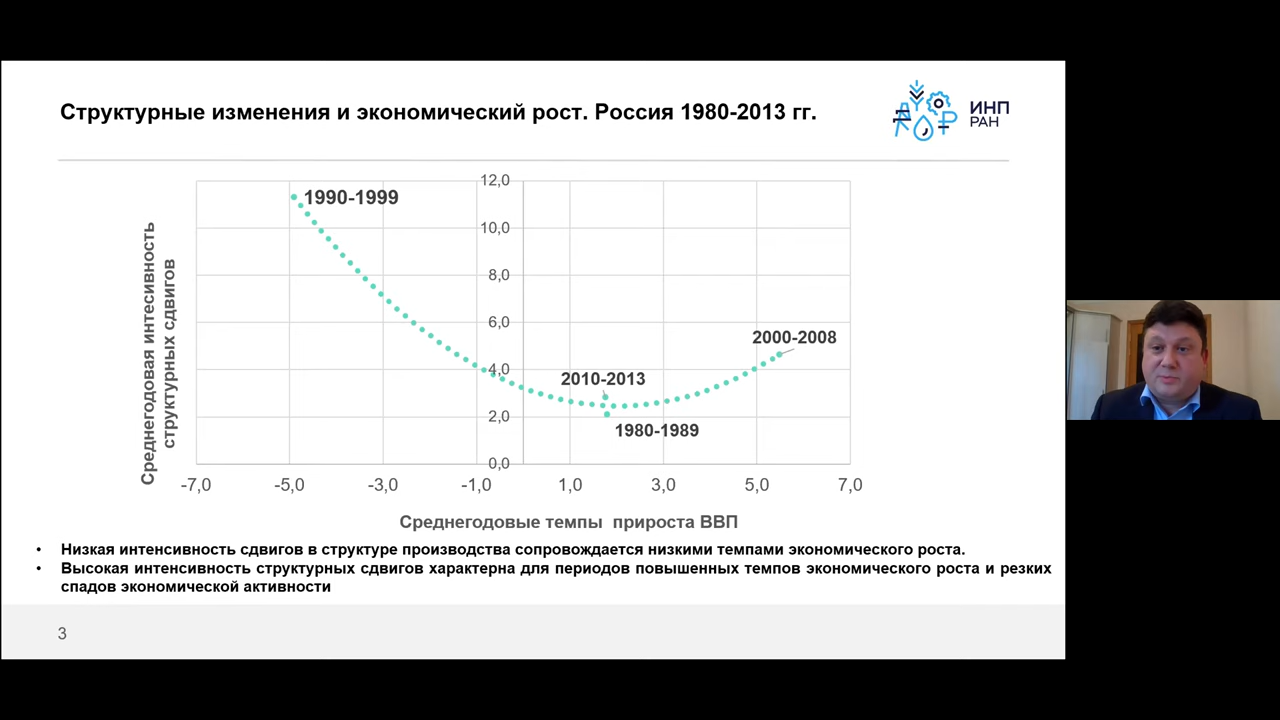 Структурные изменения и экономический рост. Россия 1980-2013 гг.
ИНП
РАН
Среднегодовая интесивность
структурных сдвигов
12,0
10,0
8,0
6,0
4,0
2,0
0,0
1990-1999
2000-2008
2010-2013
1980-1989
-7,0 -5,0 -3,0 -1,0 1,0 3,0 5,0 7,0
Среднегодовые темпы прироста ВВП
• Низкая интенсивность сдвигов в структуре производства сопровождается низкими темпами экономического роста.
• Высокая интенсивность структурных сдвигов характерна для периодов повышенных темпов экономического роста и резких
спадов экономической активности
3